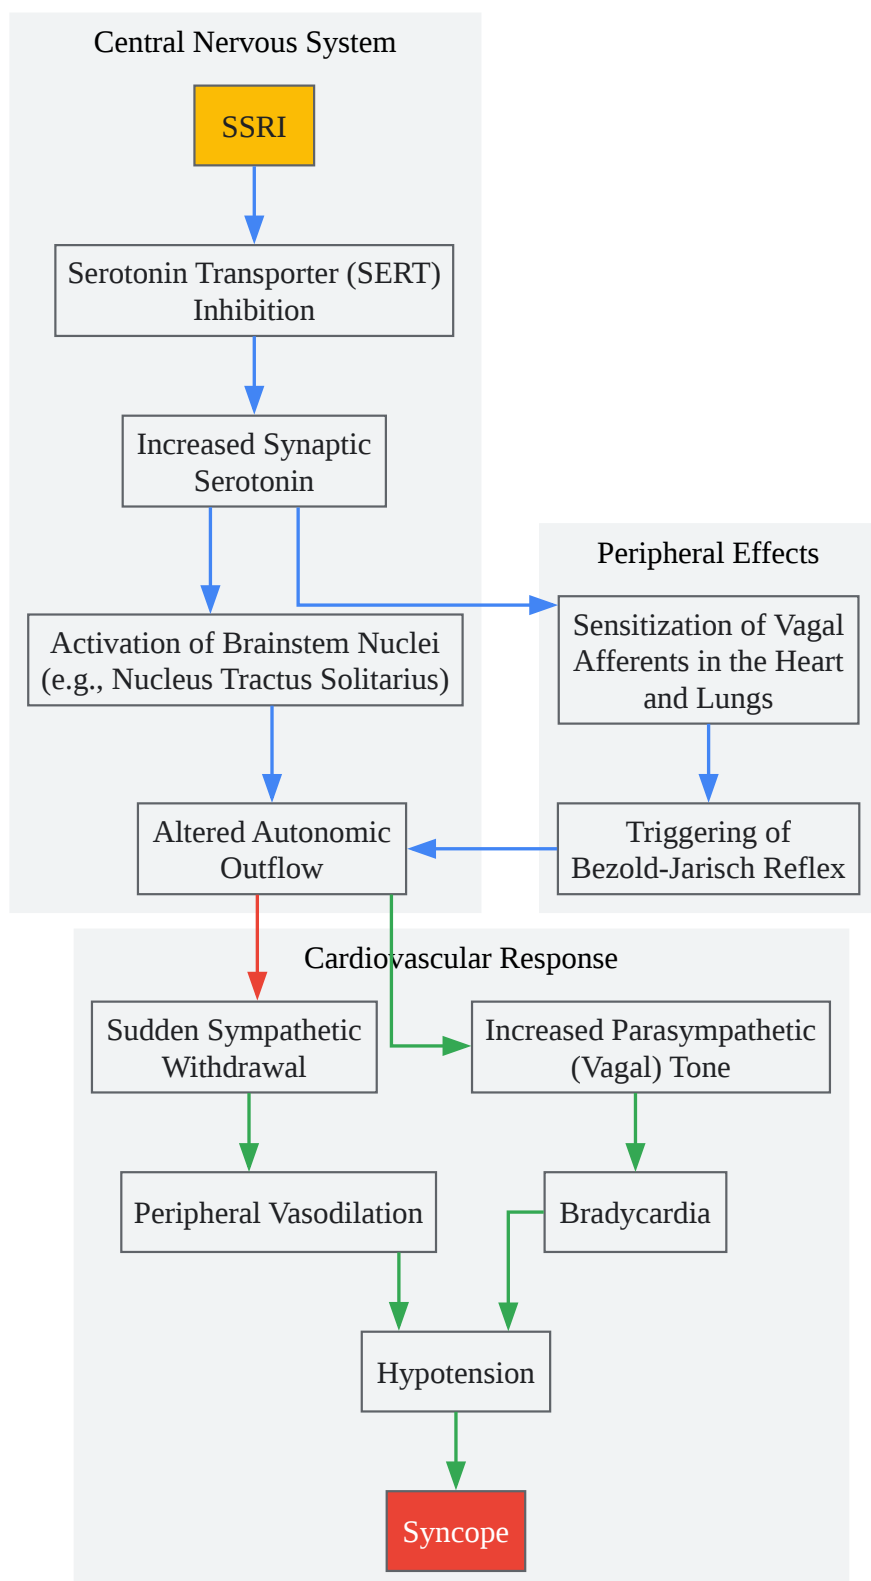 Central Nervous System
SSRI
Serotonin Transporter (SERT)
Inhibition
Increased Synaptic
Serotonin
Peripheral Effects
Activation of Brainstem Nuclei
(e.g., Nucleus Tractus Solitarius)
Sensitization of Vagal
Afferents in the Heart
and Lungs
Altered Autonomic
Outflow
Triggering of
Bezold-Jarisch Reflex
Cardiovascular Response
Sudden Sympathetic
Withdrawal
Increased Parasympathetic
(Vagal) Tone
Peripheral Vasodilation
Bradycardia
Hypotension
Syncope